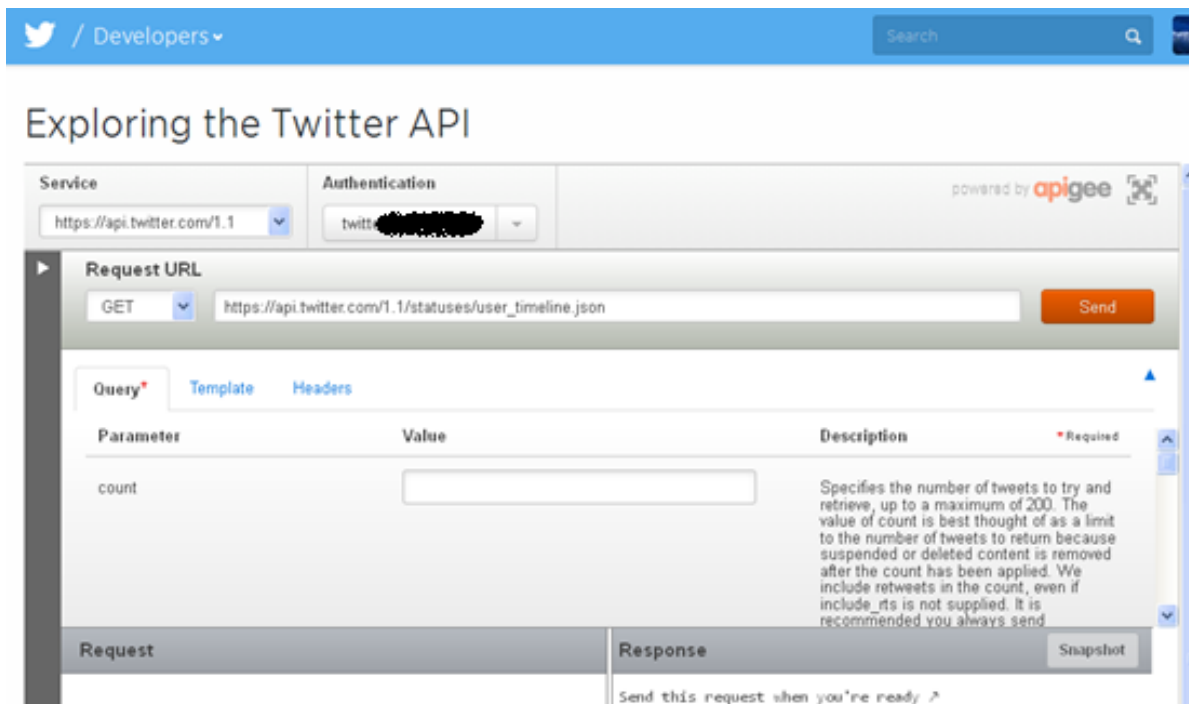 / Developers
Search
Exploring the Twitter API
Service
Authentication
powered by apigee
https://api.twitter.com/1.1
twitte
Request URL
GET
https://api.twitter.com/1.1/statuses/user_timeline.json
Send
Query*
Template
Headers
Parameter
Value
Description
*Required
count
Specifies the number of tweets to try and
retrieve, up to a maximum of 200. The
value of count is best thought of as a limit
to the number of tweets to return because
suspended or deleted content is removed
after the count has been applied. We
include retweets in the count, even if
include_rts is not supplied. It is
recommended you always send
Request
Response
Snapshot
Send this request when you're ready ↗